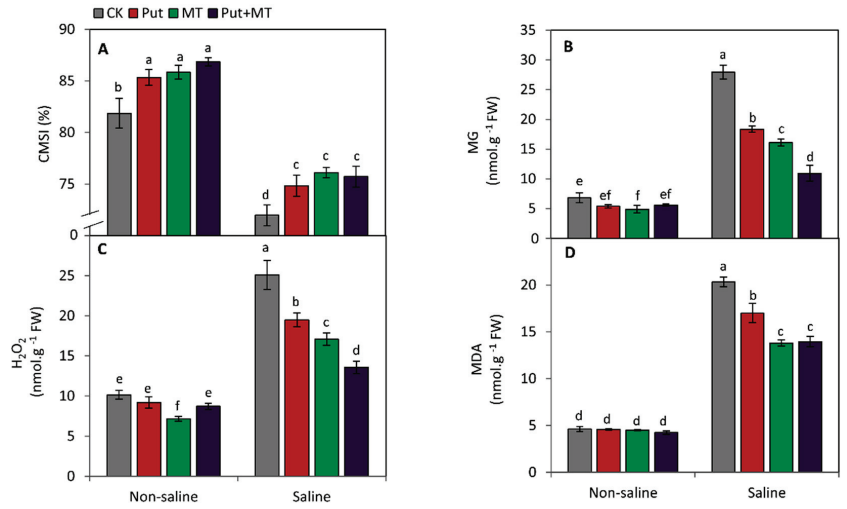 CK Put MT Put+MT
A
90
85
80
75
0
CMSI (%)
b a a a
d c c c
B
35
30
25
20
15
10
5
0
MG
(nmol.g⁻¹ FW)
e ef f ef
a b c d
C
25
20
15
10
5
0
H₂O₂
(nmol.g⁻¹ FW)
e e f e
a b c d
Non-saline Saline
D
20
15
10
5
0
MDA
(nmol.g⁻¹ FW)
d d d d
a b c c
Non-saline Saline